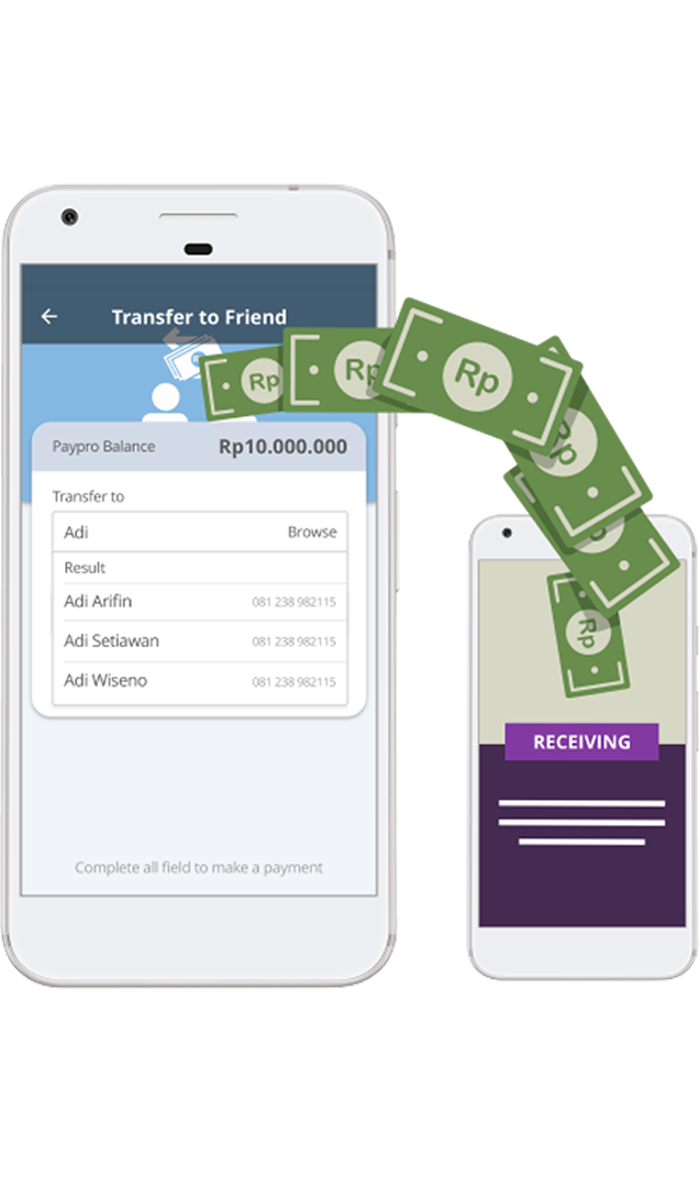 Transfer to Friend
Paypro Balance Rp10.000.000
Transfer to
Adi Browse
Result
Adi Arifin 081 238 982115
Adi Setiawan 081 238 982115
Adi Wiseno 081 238 982115
Complete all field to make a payment
Rp
Rp
Rp
Rp
Rp
Rp
RECEIVING